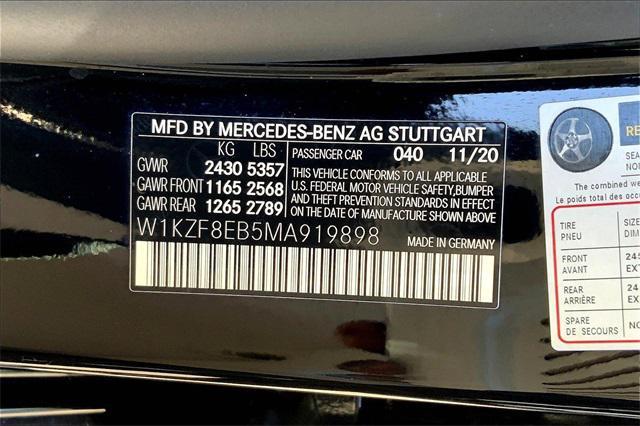 MFD BY MERCEDES-BENZ AG STUTTGART
KG LBS
GVWR 2430 5357
GAWR FRONT 1165 2568
GAWR REAR 1265 2789
PASSENGER CAR 040 11/20
THIS VEHICLE CONFORMS TO ALL APPLICABLE
U.S. FEDERAL MOTOR VEHICLE SAFETY, BUMPER
AND THEFT PREVENTION STANDARDS IN EFFECT
ON THE DATE OF MANUFACTURE SHOWN ABOVE
W1KZF8EB5MA919898
MADE IN GERMANY
The combined we
Le poids total des occu
TIRE
PNEU
FRONT
AVANT
REAR
ARRIÈRE
SPARE
DE SECOURS